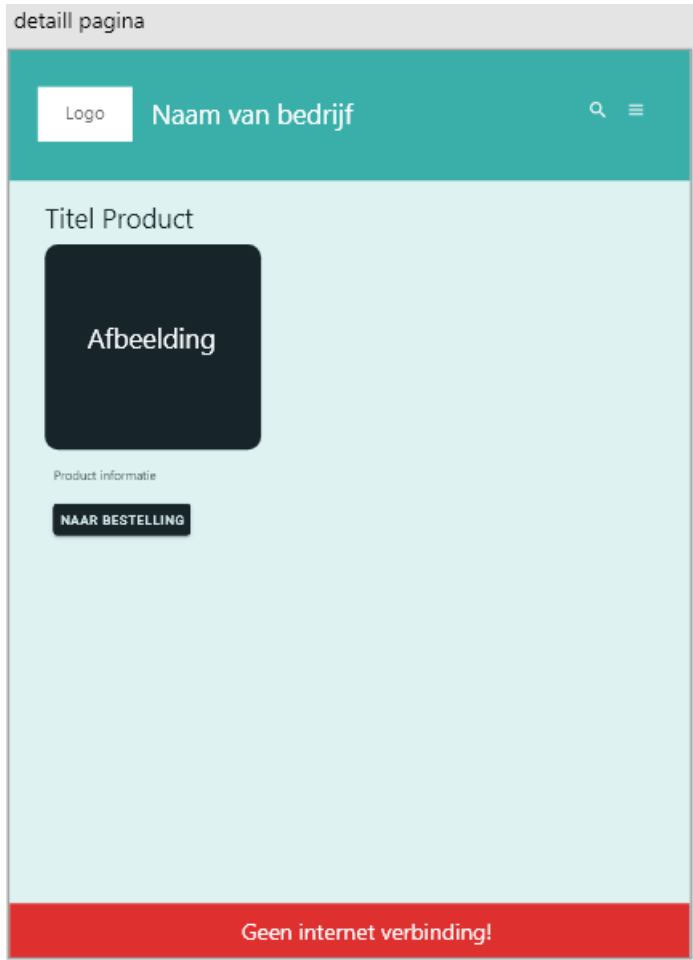 detaill pagina
Logo
Naam van bedrijf
Titel Product
Afbeelding
Product informatie
NAAR BESTELLING
Geen internet verbinding!